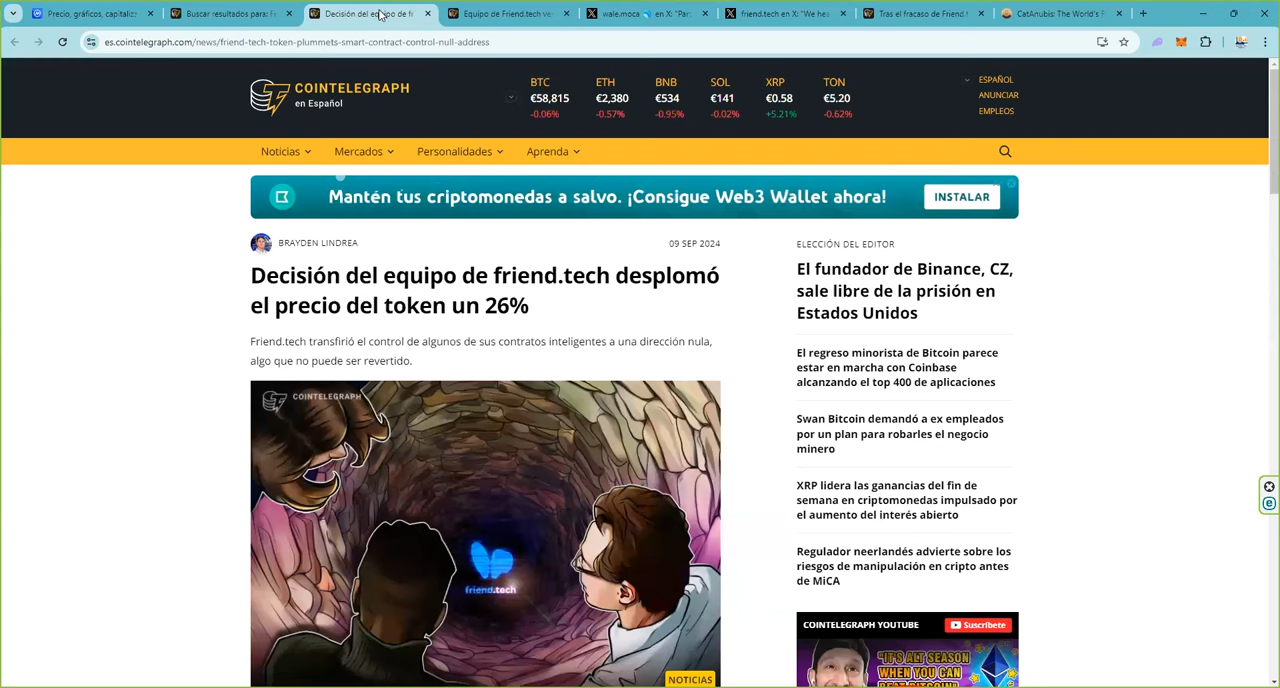 Precio, gráficos, capitaliz
Buscar resultados para: F
Decisión del equipo de fr
Equipo de Friend.tech ve
wale.moca en X: "Par
friend.tech en X: "We hea
Tras el fracaso de Friend.
CatAnubis: The World's F
es.cointelegraph.com/news/friend-tech-token-plummets-smart-contract-control-null-address
COINTELEGRAPH
en Español
BTC ETH BNB SOL XRP TON
€58,815 €2,380 €534 €141 €0.58 €5.20
-0.06% -0.57% -0.95% -0.02% +5.21% -0.62%
ESPAÑOL
ANUNCIAR
EMPLEOS
Noticias Mercados Personalidades Aprenda
Mantén tus criptomonedas a salvo. ¡Consigue Web3 Wallet ahora! INSTALAR
BRAYDEN LINDREA 09 SEP 2024
Decisión del equipo de friend.tech desplomó
el precio del token un 26%
Friend.tech transfirió el control de algunos de sus contratos inteligentes a una dirección nula,
algo que no puede ser revertido.
COINTELEGRAPH
friend.tech
NOTICIAS
ELECCIÓN DEL EDITOR
El fundador de Binance, CZ,
sale libre de la prisión en
Estados Unidos
El regreso minorista de Bitcoin parece
estar en marcha con Coinbase
alcanzando el top 400 de aplicaciones
Swan Bitcoin demandó a ex empleados
por un plan para robarles el negocio
minero
XRP lidera las ganancias del fin de
semana en criptomonedas impulsado por
el aumento del interés abierto
Regulador neerlandés advierte sobre los
riesgos de manipulación en cripto antes
de MiCA
COINTELEGRAPH YOUTUBE Suscríbete
"IT'S ALT SEASON
WHEN YOU CAN